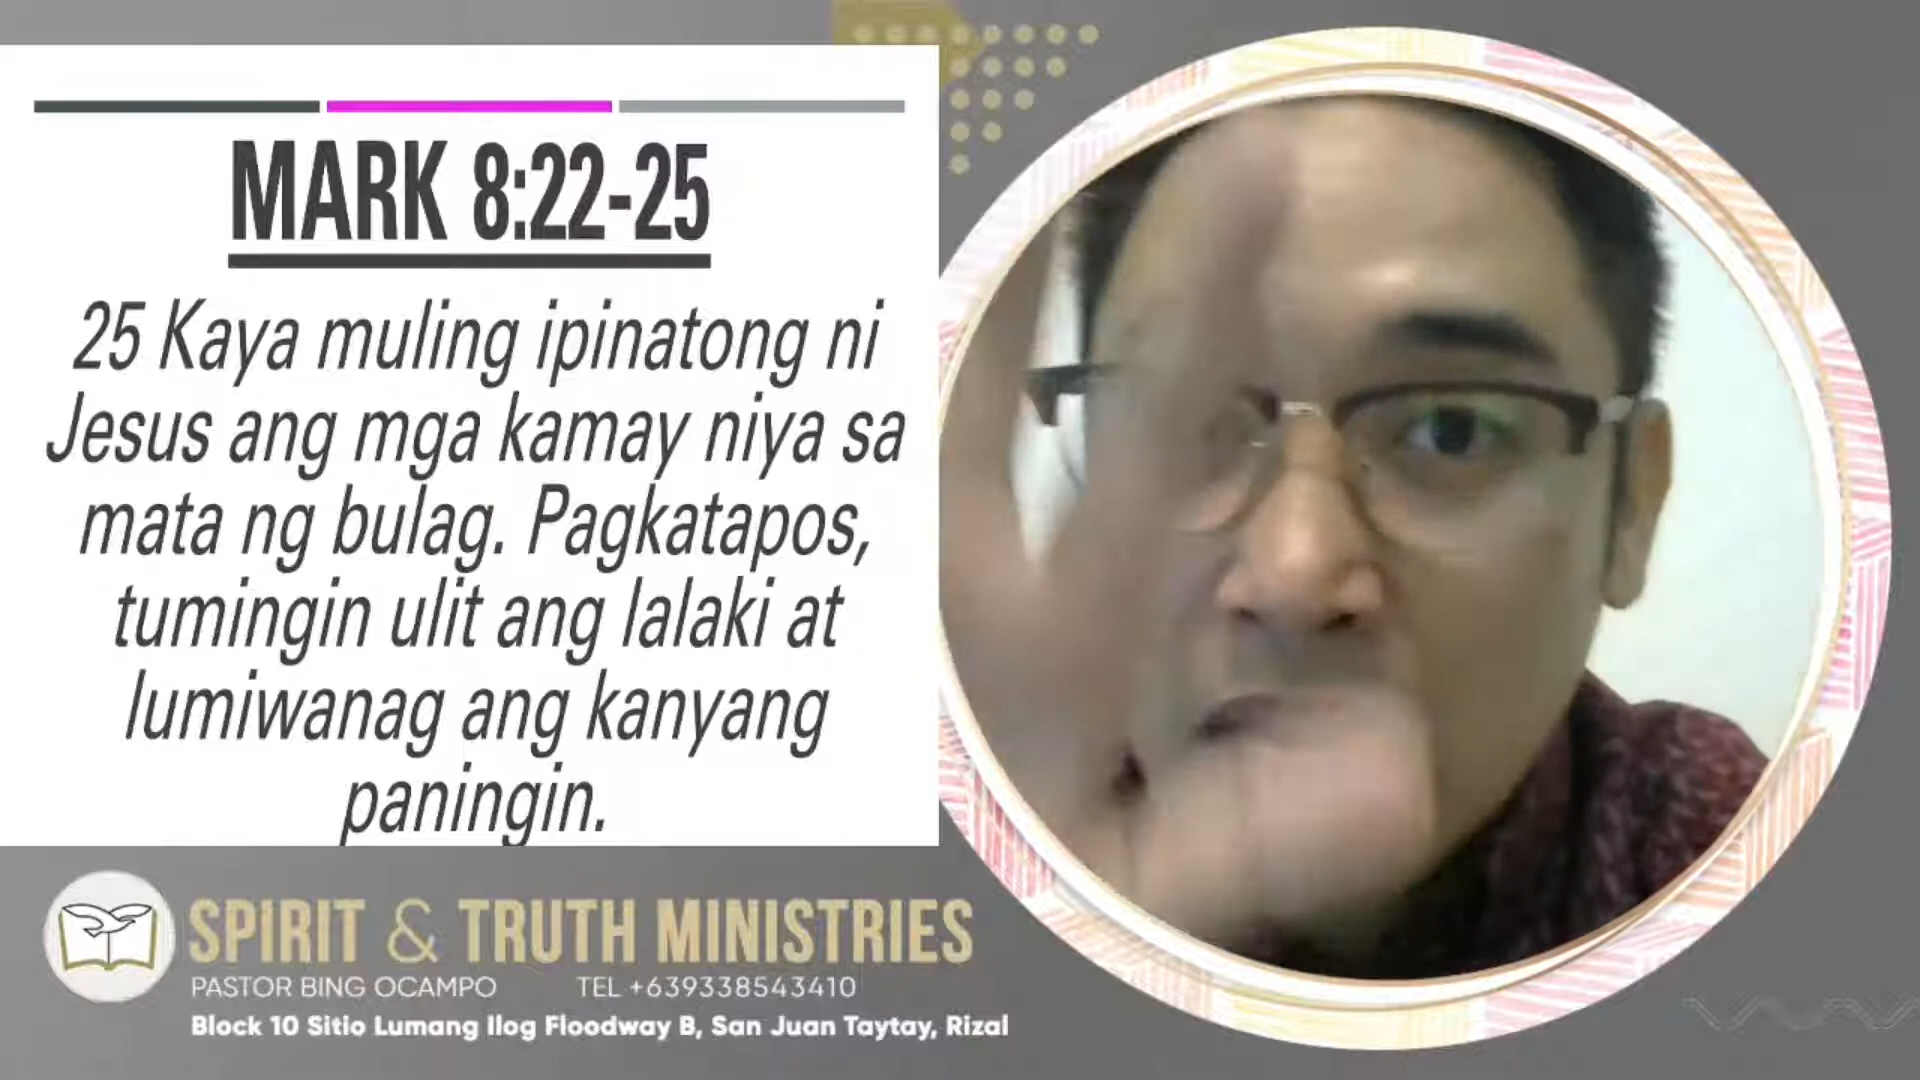 MARK 8:22-25
25 Kaya muling ipinatong ni
Jesus ang mga kamay niya sa
mata ng bulag. Pagkatapos,
tumingin ulit ang lalaki at
lumiwanag ang kanyang
paningin.
SPIRIT & TRUTH MINISTRIES
PASTOR BING OCAMPO TEL +639338543410
Block 10 Sitio Lumang Ilog Floodway B, San Juan Taytay, Rizal